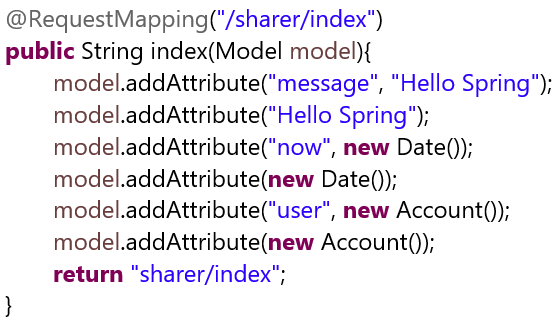 @RequestMapping("/sharer/index")
public String index(Model model){
model.addAttribute("message", "Hello Spring");
model.addAttribute("Hello Spring");
model.addAttribute("now", new Date());
model.addAttribute(new Date());
model.addAttribute("user", new Account());
model.addAttribute(new Account());
return "sharer/index";
}